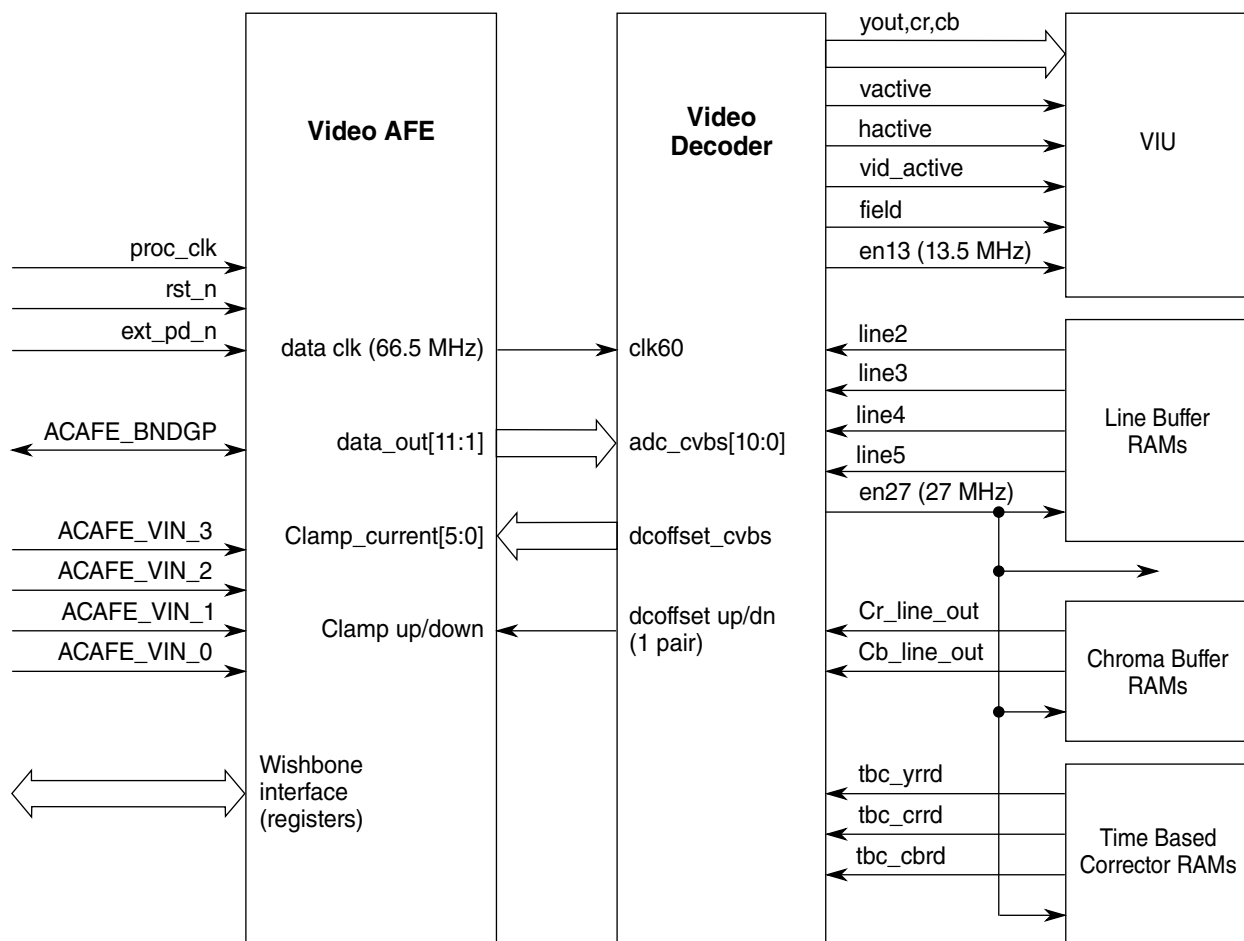 yout,cr,cb
vactive
hactive
vid_active
field
en13 (13.5 MHz)
VIU
Video AFE
Video
Decoder
proc_clk
rst_n
ext_pd_n
data clk (66.5 MHz)
clk60
line2
line3
line4
line5
en27 (27 MHz)
Line Buffer
RAMs
ACAFE_BNDGP
data_out[11:1]
adc_cvbs[10:0]
ACAFE_VIN_3
ACAFE_VIN_2
ACAFE_VIN_1
ACAFE_VIN_0
Clamp_current[5:0]
dcoffset_cvbs
Clamp up/down
dcoffset up/dn
(1 pair)
Cr_line_out
Cb_line_out
Chroma Buffer
RAMs
Wishbone
interface
(registers)
tbc_yrrd
tbc_crrd
tbc_cbrd
Time Based
Corrector RAMs